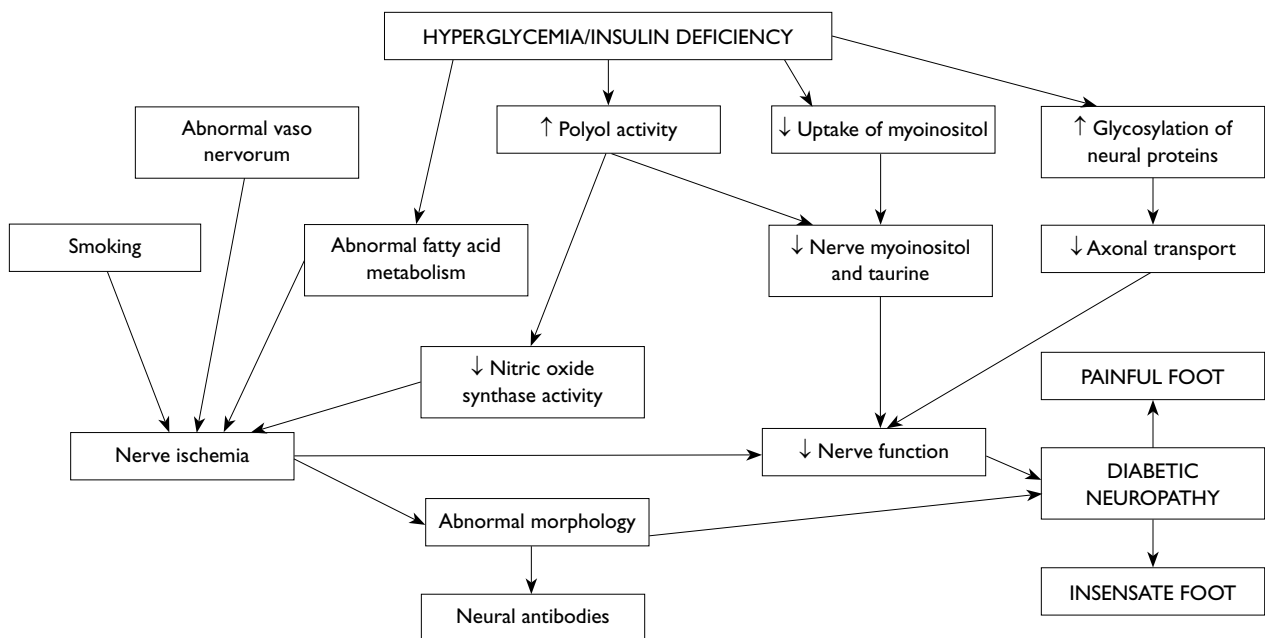 HYPERGLYCEMIA/INSULIN DEFICIENCY
Abnormal vaso
nervorum
↑ Polyol activity
↓ Uptake of myoinositol
↑ Glycosylation of
neural proteins
Smoking
Abnormal fatty acid
metabolism
↓ Nerve myoinositol
and taurine
↓ Axonal transport
↓ Nitric oxide
synthase activity
PAINFUL FOOT
Nerve ischemia
↓ Nerve function
DIABETIC
NEUROPATHY
Abnormal morphology
Neural antibodies
INSENSATE FOOT